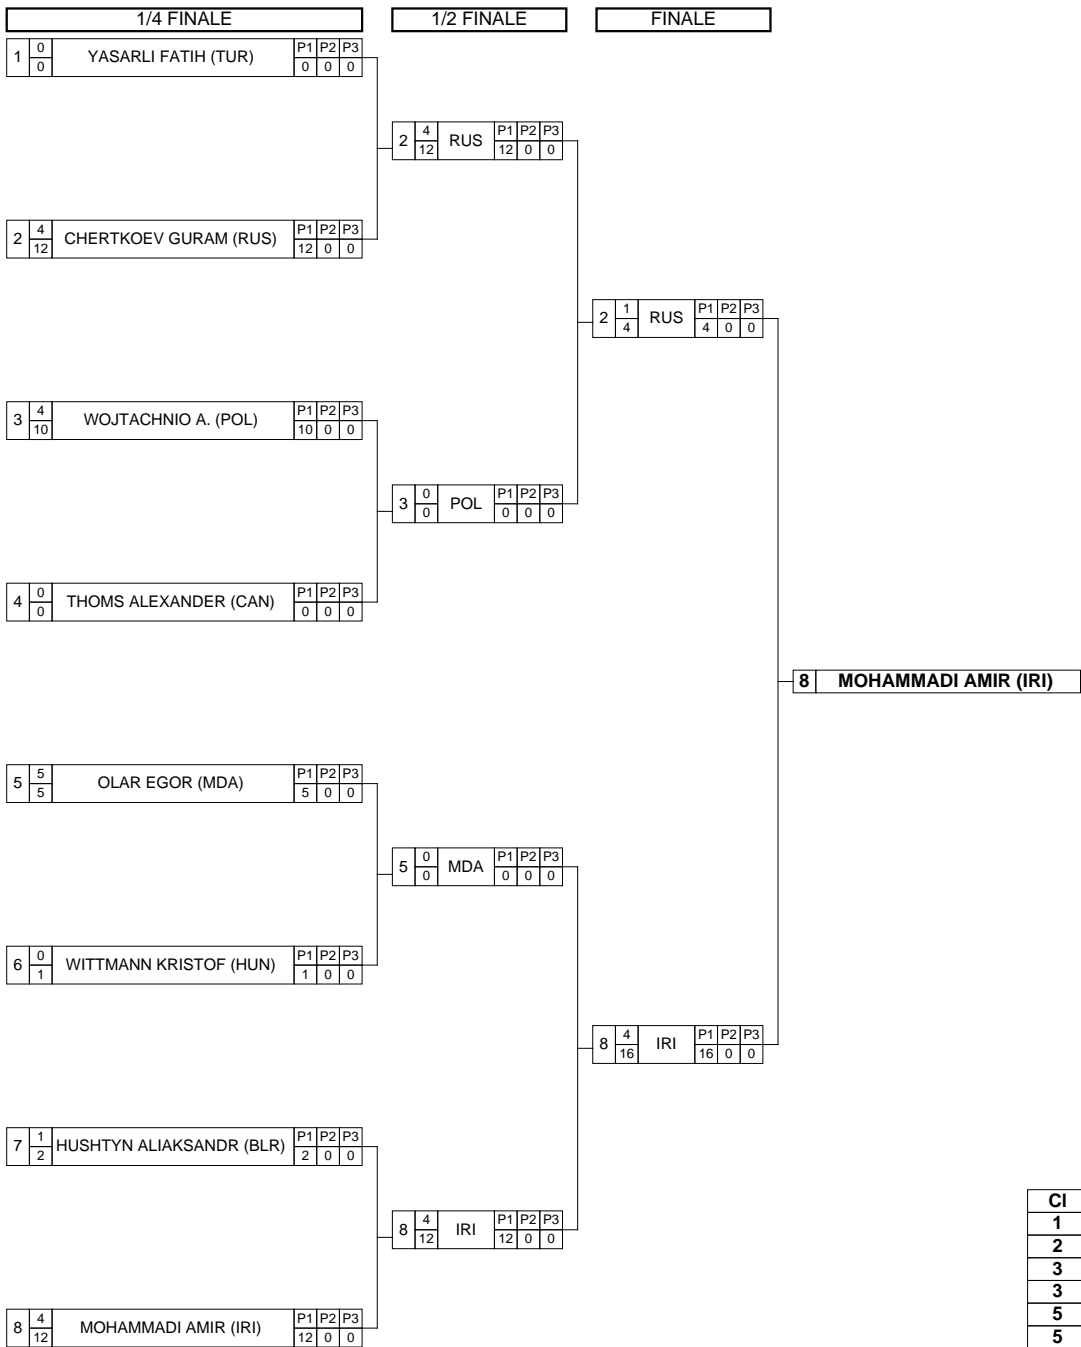 1/4 FINALE 1/2 FINALE FINALE
1 0 0 YASARLI FATIH (TUR) P1 P2 P3 0 0 0
2 4 12 RUS P1 P2 P3 12 0 0
2 4 12 CHERTKOEV GURAM (RUS) P1 P2 P3 12 0 0
2 1 4 RUS P1 P2 P3 4 0 0
3 4 10 WOJTACHNIO A. (POL) P1 P2 P3 10 0 0
3 0 0 POL P1 P2 P3 0 0 0
4 0 0 THOMS ALEXANDER (CAN) P1 P2 P3 0 0 0
8 MOHAMMADI AMIR (IRI)
5 5 5 OLAR EGOR (MDA) P1 P2 P3 5 0 0
5 0 0 MDA P1 P2 P3 0 0 0
6 0 1 WITTMANN KRISTOF (HUN) P1 P2 P3 1 0 0
8 4 16 IRI P1 P2 P3 16 0 0
7 1 2 HUSHTYN ALIAKSANDR (BLR) P1 P2 P3 2 0 0
8 4 12 IRI P1 P2 P3 12 0 0
8 4 12 MOHAMMADI AMIR (IRI) P1 P2 P3 12 0 0
Cl
1
2
3
3
5
5